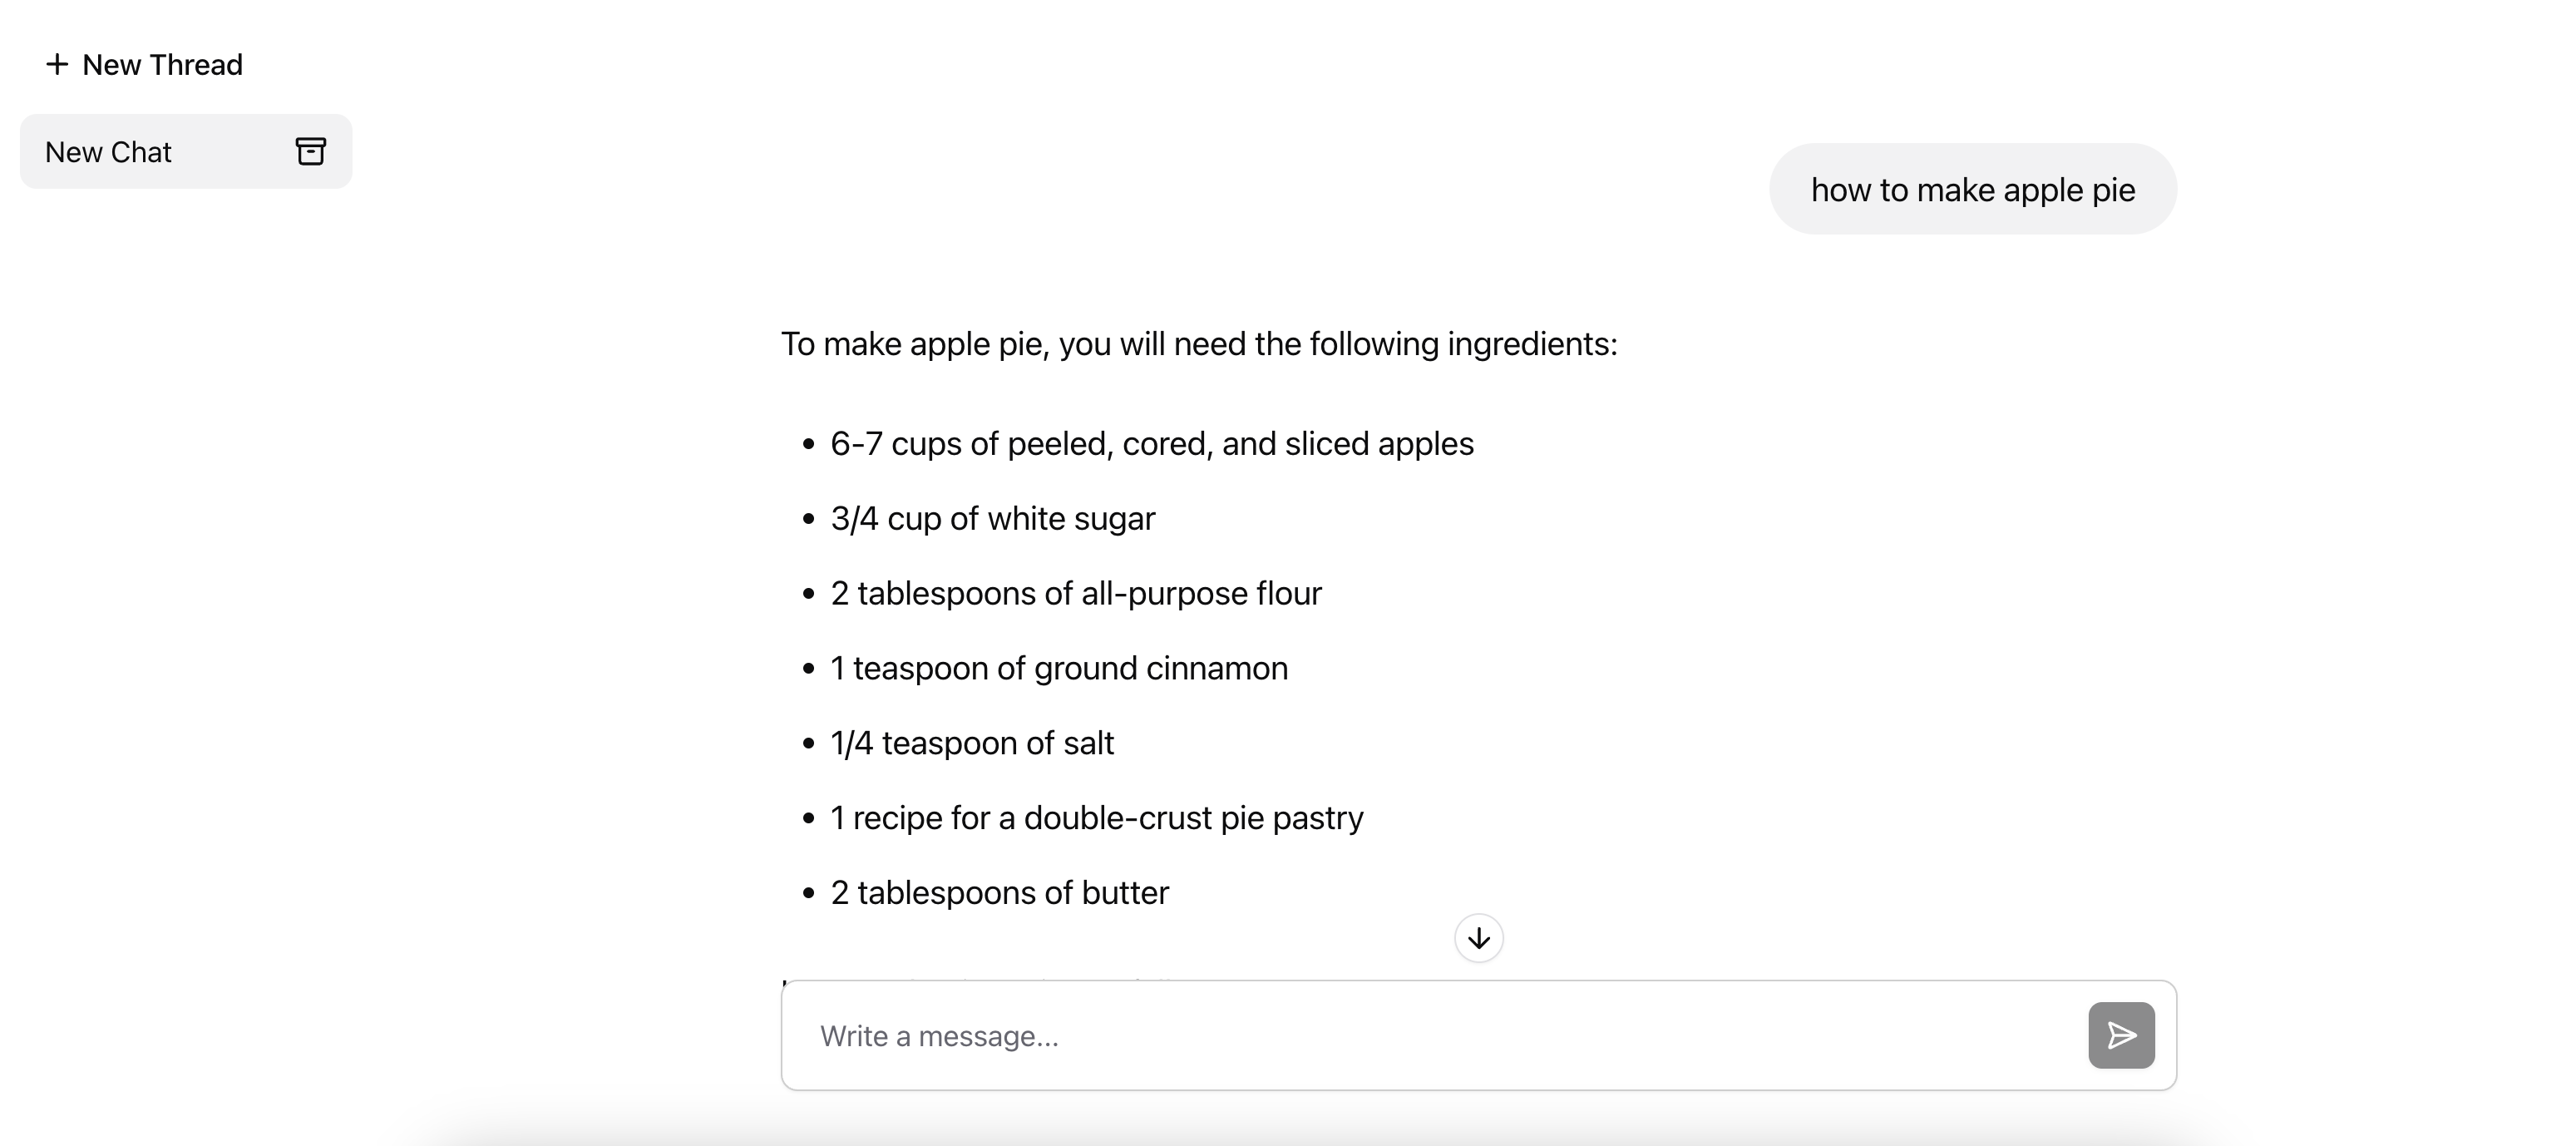 New Thread
New Chat
how to make apple pie
To make apple pie, you will need the following ingredients:
6-7 cups of peeled, cored, and sliced apples
3/4 cup of white sugar
2 tablespoons of all-purpose flour
1 teaspoon of ground cinnamon
1/4 teaspoon of salt
1 recipe for a double-crust pie pastry
2 tablespoons of butter
Write a message...